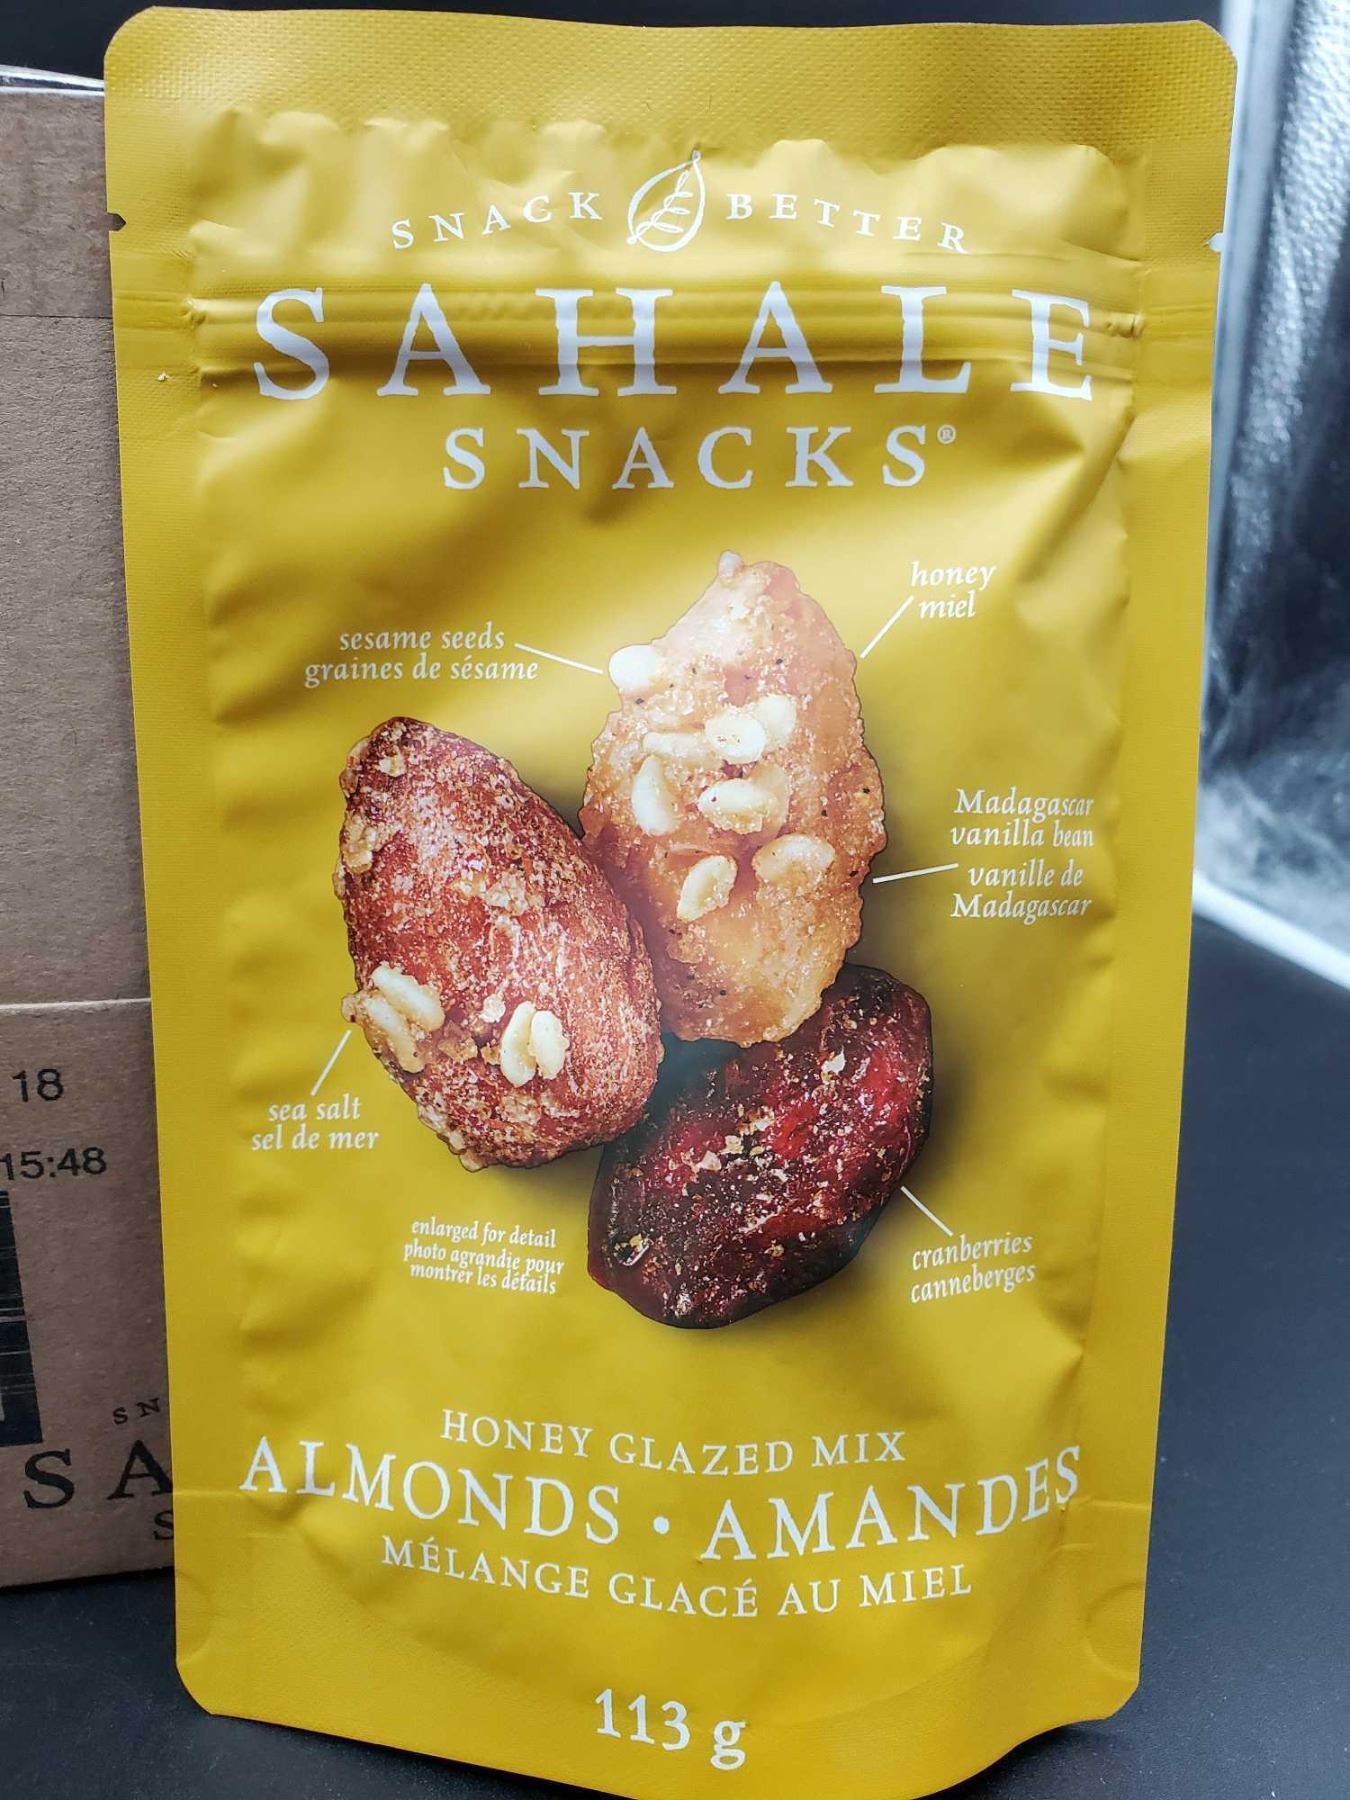 SNACK BETTER
SAHALE
SNACKS®
honey
miel
sesame seeds
graines de sésame
Madagascar
vanilla bean
vanille de
Madagascar
sea salt
sel de mer
enlarged for detail
photo agrandie pour
montrer les détails
cranberries
canneberges
HONEY GLAZED MIX
ALMONDS • AMANDES
MÉLANGE GLACÉ AU MIEL
113 g
18
15:48
SN
SA
S